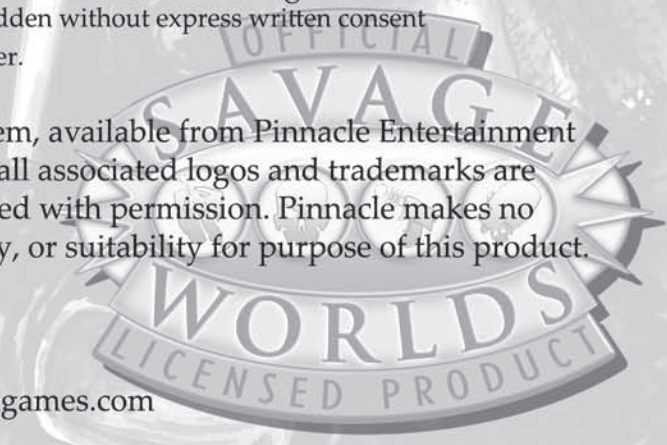 dden without express written consent
er.
OFFICIAL
SAVAGE
em, available from Pinnacle Entertainment
all associated logos and trademarks are
ed with permission. Pinnacle makes no
y, or suitability for purpose of this product.
WORLDS
LICENSED PRODUCT
games.com